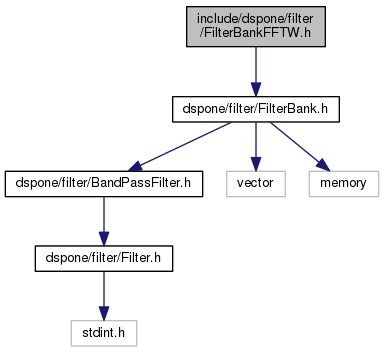 include/dspone/filter
/FilterBankFFTW.h
dspone/filter/FilterBank.h
dspone/filter/BandPassFilter.h
vector
memory
dspone/filter/Filter.h
stdint.h